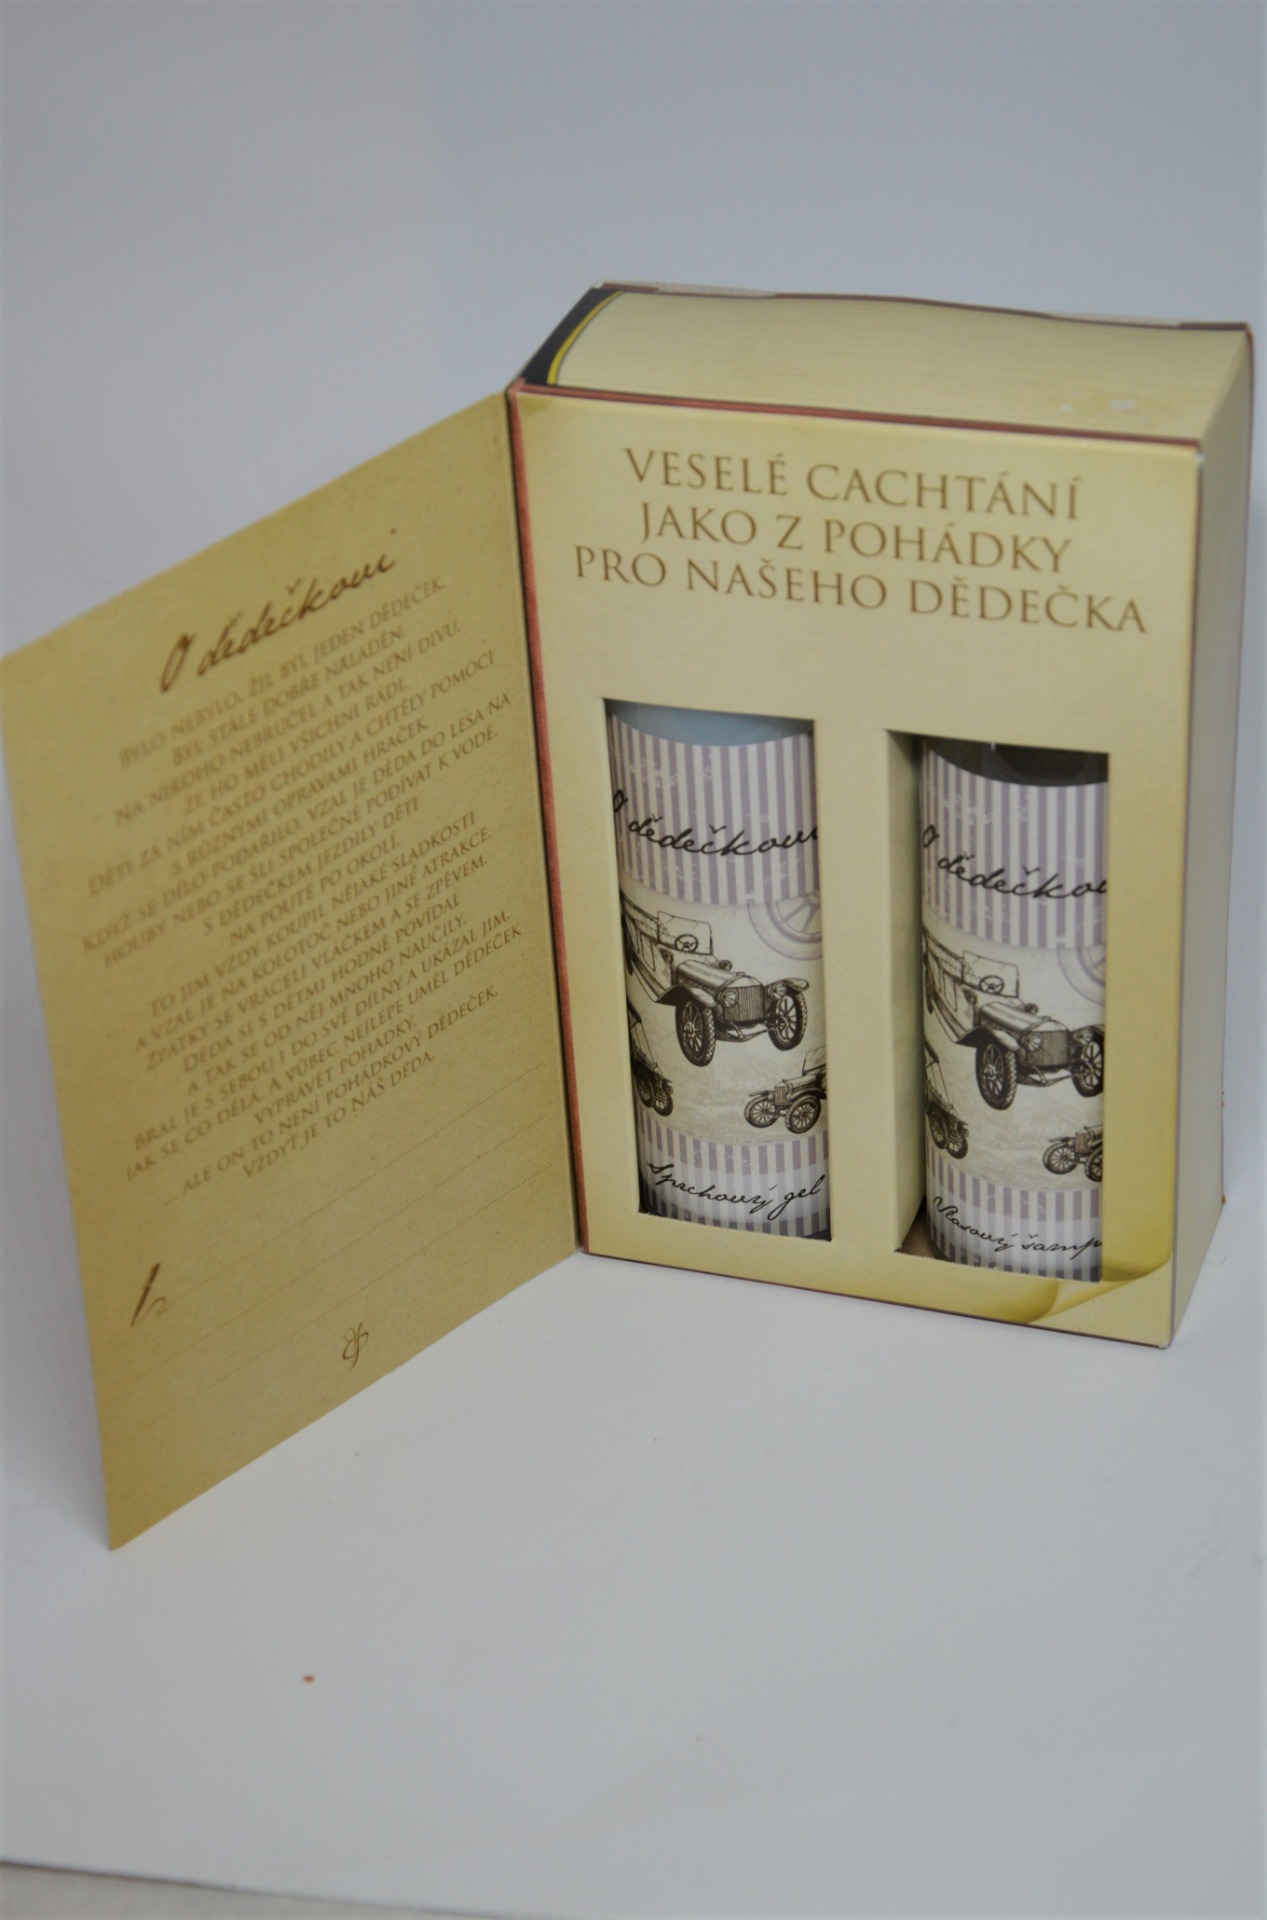 O dědečkovi
BYLO NEBYLO, ŽIL BYL JEDEN DĚDEČEK.
BYL STÁLE DOBŘE NALADĚN.
NA NIKOHO NEBRUČEL A TAK NENÍ DIVU,
ŽE HO MĚLI VŠICHNI RÁDI.
DĚTI ZA NÍM ČASTO CHODILY A CHTĚLY POMOCI
S RŮZNÝMI OPRAVAMI HRAČEK.
KDYŽ SE DÍLO PODAŘILO, VZAL JE DĚDA DO LESA NA
HOUBY NEBO SE ŠLI SPOLEČNĚ PODÍVAT K VODĚ.
S DĚDEČKEM JEZDILY DĚTI
NA POUTĚ PO OKOLÍ.
TO JIM VŽDY KOUPIL NĚJAKÉ SLADKOSTI
A VZAL JE NA KOLOTOČ NEBO JINÉ ATRAKCE.
ZPÁTKY SE VRACELI VLÁČKEM A SE ZPĚVEM.
DĚDA SI S DĚTMI HODNĚ POVÍDAL
A TAK SE OD NĚJ MNOHO NAUČILY.
BRAL JE S SEBOU I DO SVÉ DÍLNY A UKÁZAL JIM,
JAK SE CO DĚLÁ. A VŮBEC NEJLÉPE UMĚL DĚDEČEK
VYPRÁVĚT POHÁDKY.
... ALE ON TO NENÍ POHÁDKOVÝ DĚDEČEK,
VŽDYŤ JE TO NÁŠ DĚDA.
VESELÉ CACHTÁNÍ
JAKO Z POHÁDKY
PRO NAŠEHO DĚDEČKA
O dědečkovi
Sprchový gel
O dědečkov
Vlasový šamp